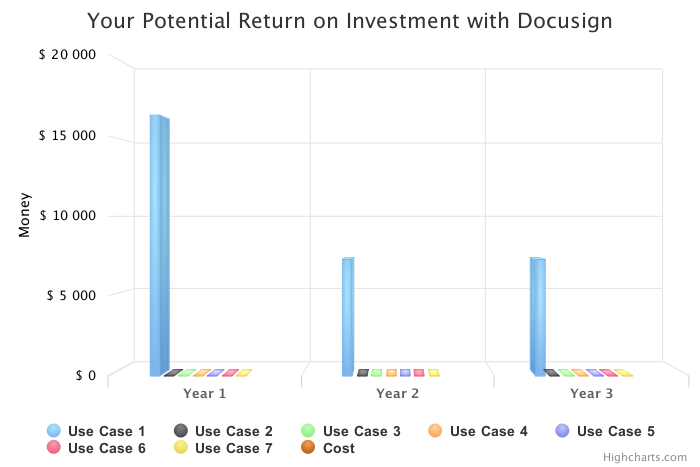 Your Potential Return on Investment with Docusign
$ 20 000
$ 15 000
$ 10 000
$ 5 000
$ 0
Money
Year 1 Year 2 Year 3
Use Case 1 Use Case 2 Use Case 3 Use Case 4 Use Case 5
Use Case 6 Use Case 7 Cost
Highcharts.com